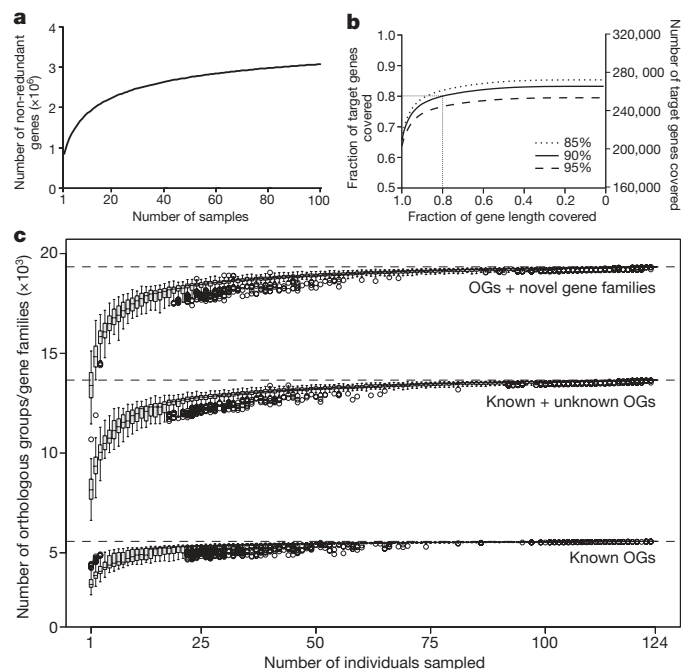 a
Number of non-redundant
genes (×10⁶)
4
3
2
1
0
1
20
40
60
80
100
Number of samples
b
Fraction of target genes
covered
1.0
0.9
0.8
0.7
0.6
0.5
85%
90%
95%
320,000
280,000
240,000
200,000
160,000
Number of target genes covered
1.0
0.8
0.6
0.4
0.2
0
Fraction of gene length covered
c
Number of orthologous groups/gene families (×10³)
20
15
10
5
0
OGs + novel gene families
Known + unknown OGs
Known OGs
1
25
50
75
100
124
Number of individuals sampled